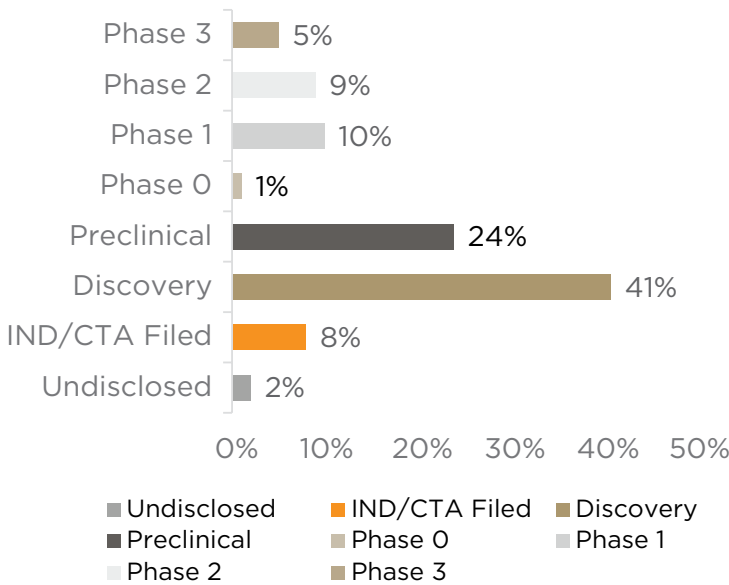 Phase 3 5%
Phase 2 9%
Phase 1 10%
Phase 0 1%
Preclinical 24%
Discovery 41%
IND/CTA Filed 8%
Undisclosed 2%
0% 10% 20% 30% 40% 50%
Undisclosed IND/CTA Filed Discovery
Preclinical Phase 0 Phase 1
Phase 2 Phase 3